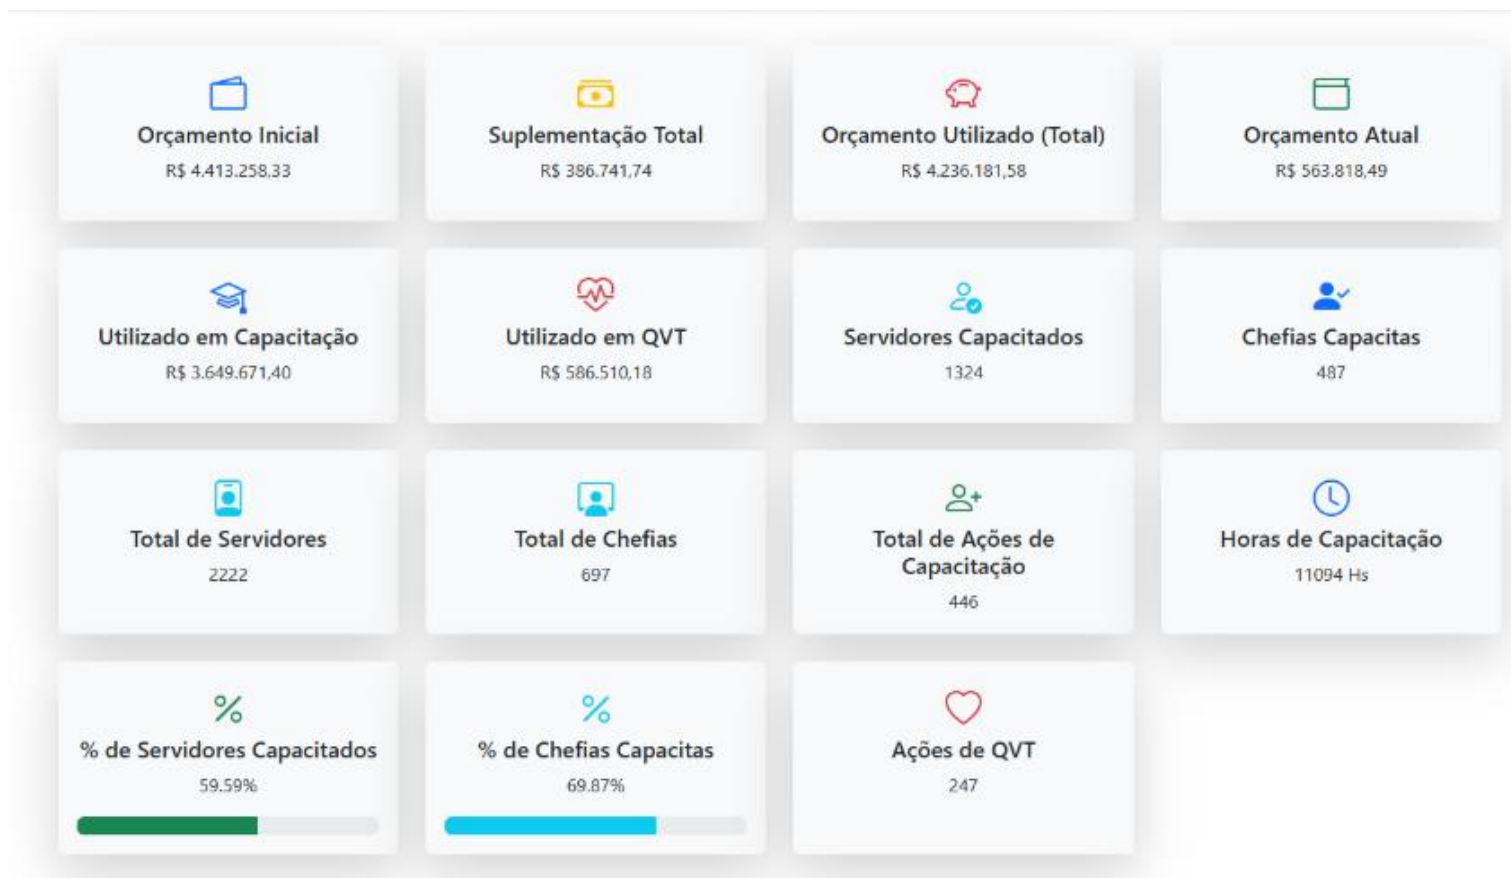 Orçamento Inicial
R$ 4.413.258,33
Suplementação Total
R$ 386.741,74
Orçamento Utilizado (Total)
R$ 4.236.181,58
Orçamento Atual
R$ 563.818,49
Utilizado em Capacitação
R$ 3.649.671,40
Utilizado em QVT
R$ 586.510,18
Servidores Capacitados
1324
Chefias Capacitas
487
Total de Servidores
2222
Total de Chefias
697
Total de Ações de
Capacitação
446
Horas de Capacitação
11094 Hs
% de Servidores Capacitados
59.59%
% de Chefias Capacitas
69.87%
Ações de QVT
247